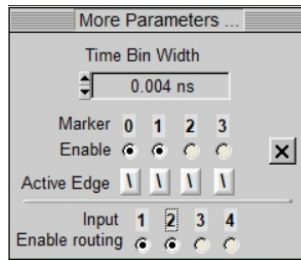 More Parameters ...
Time Bin Width
0.004 ns
Marker 0 1 2 3
Enable
Active Edge \ \ \ \
Input 1 2 3 4
Enable routing